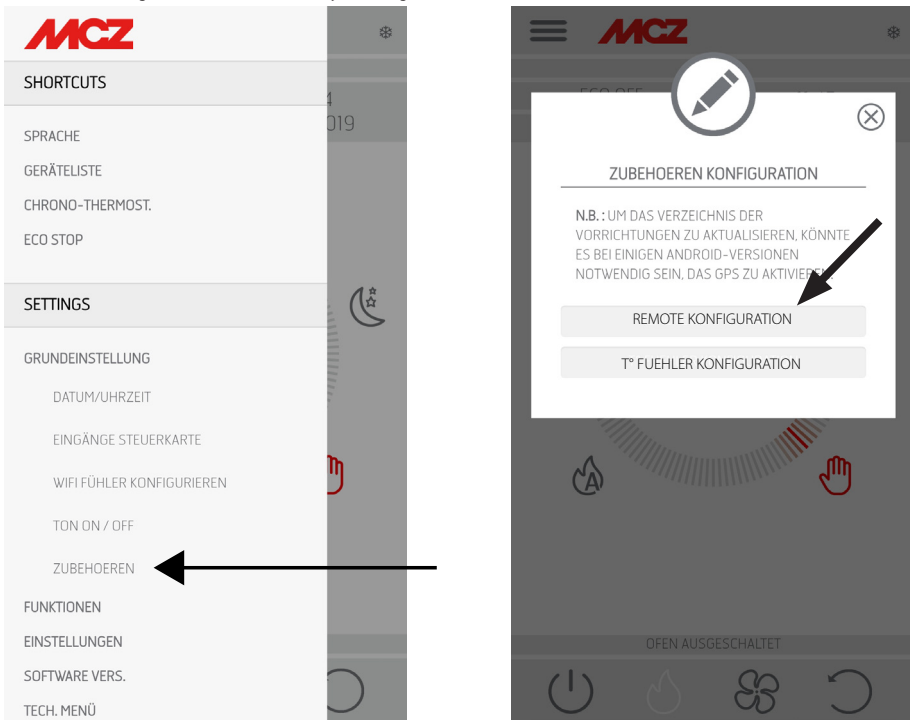 MCZ
SHORTCUTS
SPRACHE
GERÄTELISTE
CHRONO-THERMOST.
ECO STOP
SETTINGS
GRUNDEINSTELLUNG
DATUM/UHRZEIT
EINGÄNGE STEUERKARTE
WIFI FÜHLER KONFIGURIEREN
TON ON / OFF
ZUBEHOEREN
FUNKTIONEN
EINSTELLUNGEN
SOFTWARE VERS.
TECH. MENÜ
4
019
MCZ
ZUBEHOEREN KONFIGURATION
N.B. : UM DAS VERZEICHNIS DER
VORRICHTUNGEN ZU AKTUALISIEREN, KÖNNTE
ES BEI EINIGEN ANDROID-VERSIONEN
NOTWENDIG SEIN, DAS GPS ZU
REMOTE KONFIGURATION
T° FUEHLER KONFIGURATION
A
OFEN AUSGESCHALTET